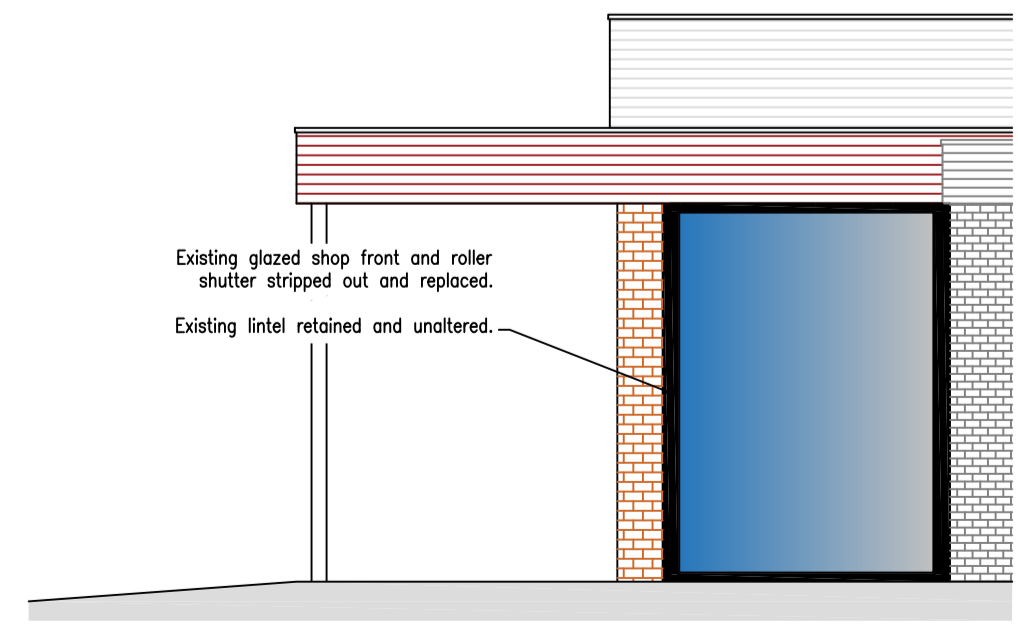 Existing glazed shop front and roller
shutter stripped out and replaced.
Existing lintel retained and unaltered.